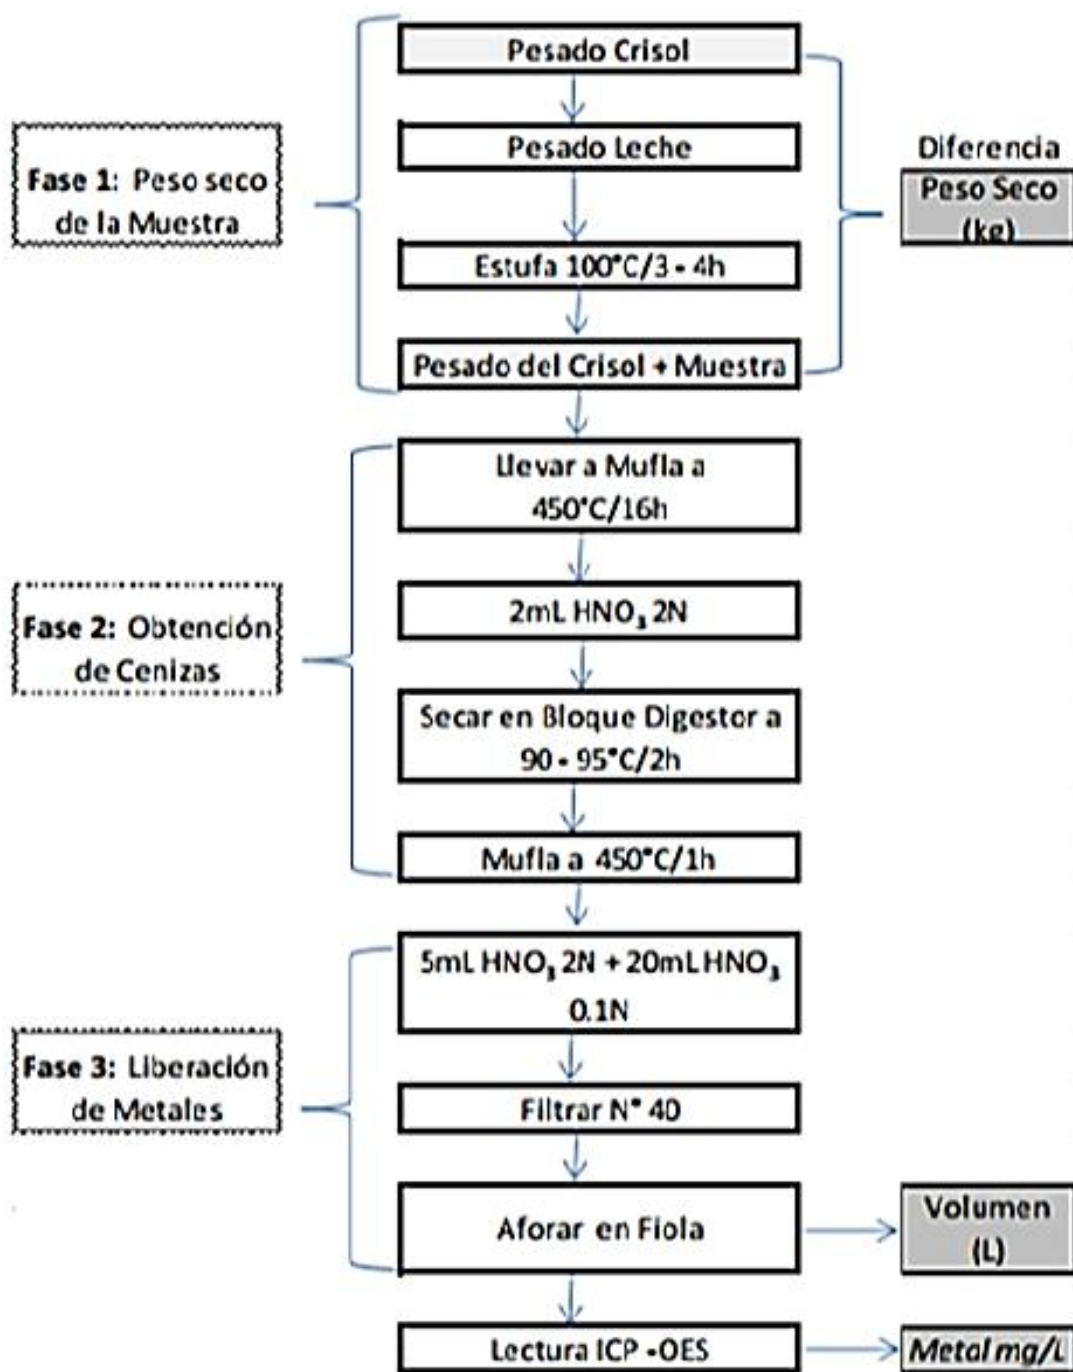 Pesado Crisol
Pesado Leche
Estufa 100°C/3 - 4h
Pesado del Crisol + Muestra
Fase 1: Peso seco
de la Muestra
Diferencia
Peso Seco
(kg)
Llevar a Mufla a
450°C/16h
2mL HNO₃ 2N
Secar en Bloque Digestor a
90 - 95°C/2h
Mufla a 450°C/1h
Fase 2: Obtención
de Cenizas
5mL HNO₃ 2N + 20mL HNO₃
0.1N
Filtrar N° 40
Aforar en Fiola
Fase 3: Liberación
de Metales
Volumen
(L)
Lectura ICP -OES
Metal mg/L